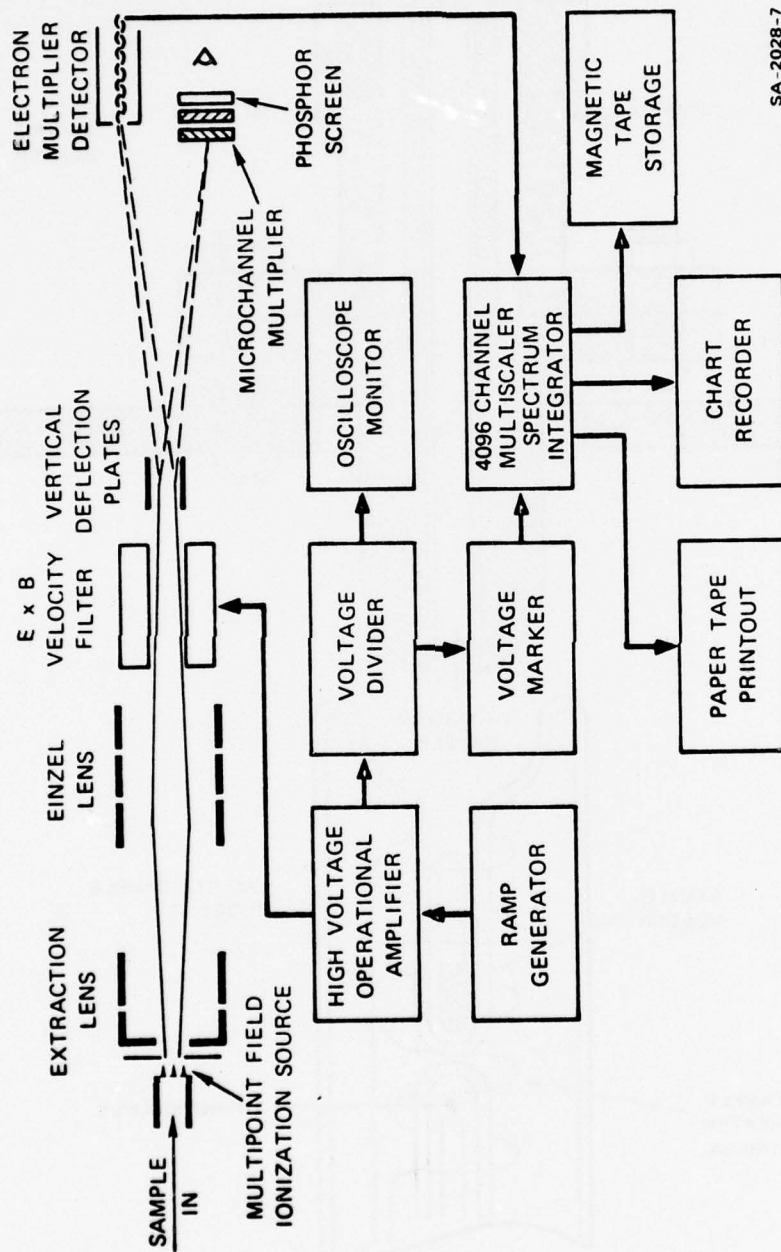 SAMPLE
IN
MULTIPOINT FIELD
IONIZATION SOURCE
EXTRACTION
LENS
EINZEL
LENS
E x B
VELOCITY
FILTER
VERTICAL
DEFLECTION
PLATES
ELECTRON
MULTIPLIER
DETECTOR
MICROCHANNEL
MULTIPLIER
PHOSPHOR
SCREEN
HIGH VOLTAGE
OPERATIONAL
AMPLIFIER
VOLTAGE
DIVIDER
OSCILLOSCOPE
MONITOR
RAMP
GENERATOR
VOLTAGE
MARKER
4096 CHANNEL
MULTISCALER
SPECTRUM
INTEGRATOR
PAPER TAPE
PRINTOUT
CHART
RECORDER
MAGNETIC
TAPE
STORAGE
SA-2028-7